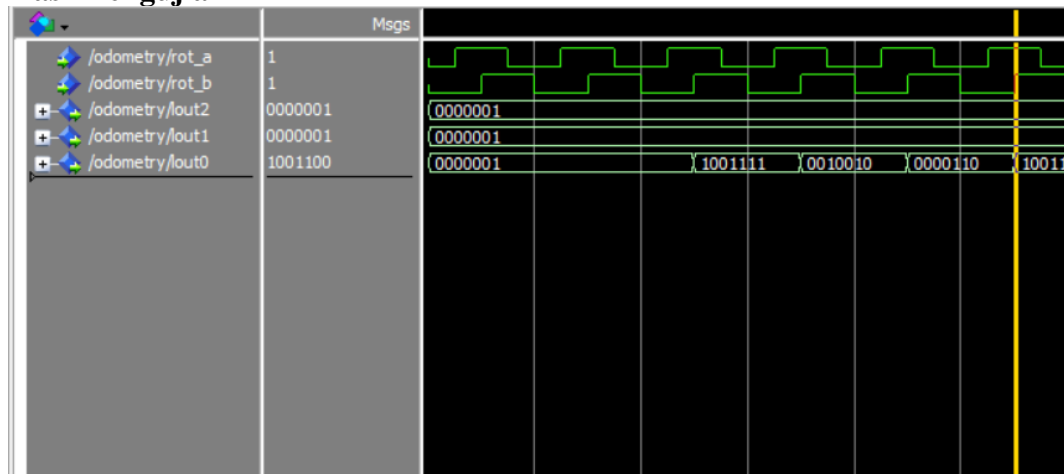 Msgs
/odometry/rot_a 1
/odometry/rot_b 1
/odometry/lout2 0000001 0000001
/odometry/lout1 0000001 0000001
/odometry/lout0 1001100 0000001 1001111 0010010 0000110 10011